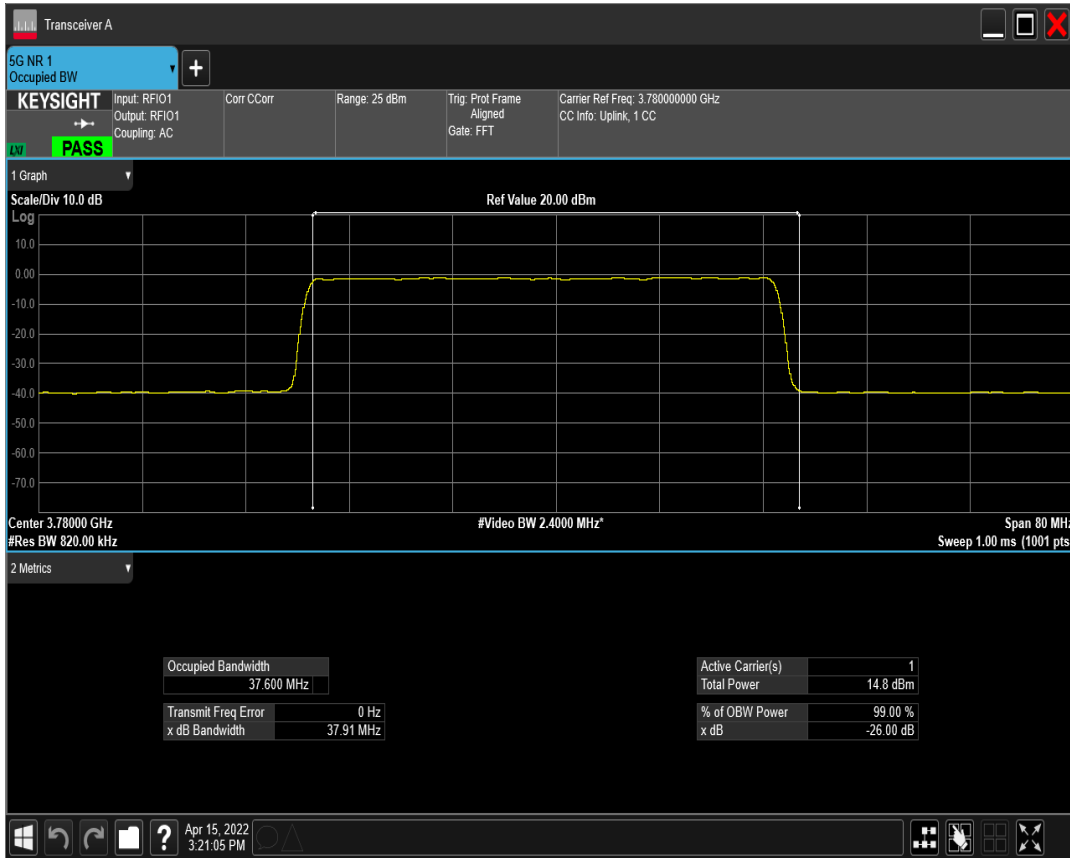 Transceiver A
5G NR 1
Occupied BW
+
KEYSIGHT
LXI
PASS
Input: RFIO1
Output: RFIO1
Coupling: AC
Corr CCorr
Range: 25 dBm
Trig: Prot Frame
Aligned
Gate: FFT
Carrier Ref Freq: 3.780000000 GHz
CC Info: Uplink, 1 CC
1 Graph
Scale/Div 10.0 dB
Ref Value 20.00 dBm
Log
10.0
0.00
-10.0
-20.0
-30.0
-40.0
-50.0
-60.0
-70.0
Center 3.78000 GHz
#Video BW 2.4000 MHz*
Span 80 MHz
#Res BW 820.00 kHz
Sweep 1.00 ms (1001 pts
2 Metrics
Occupied Bandwidth
37.600 MHz
Transmit Freq Error 0 Hz
x dB Bandwidth 37.91 MHz
Active Carrier(s) 1
Total Power 14.8 dBm
% of OBW Power 99.00 %
x dB -26.00 dB
?
Apr 15, 2022
3:21:05 PM